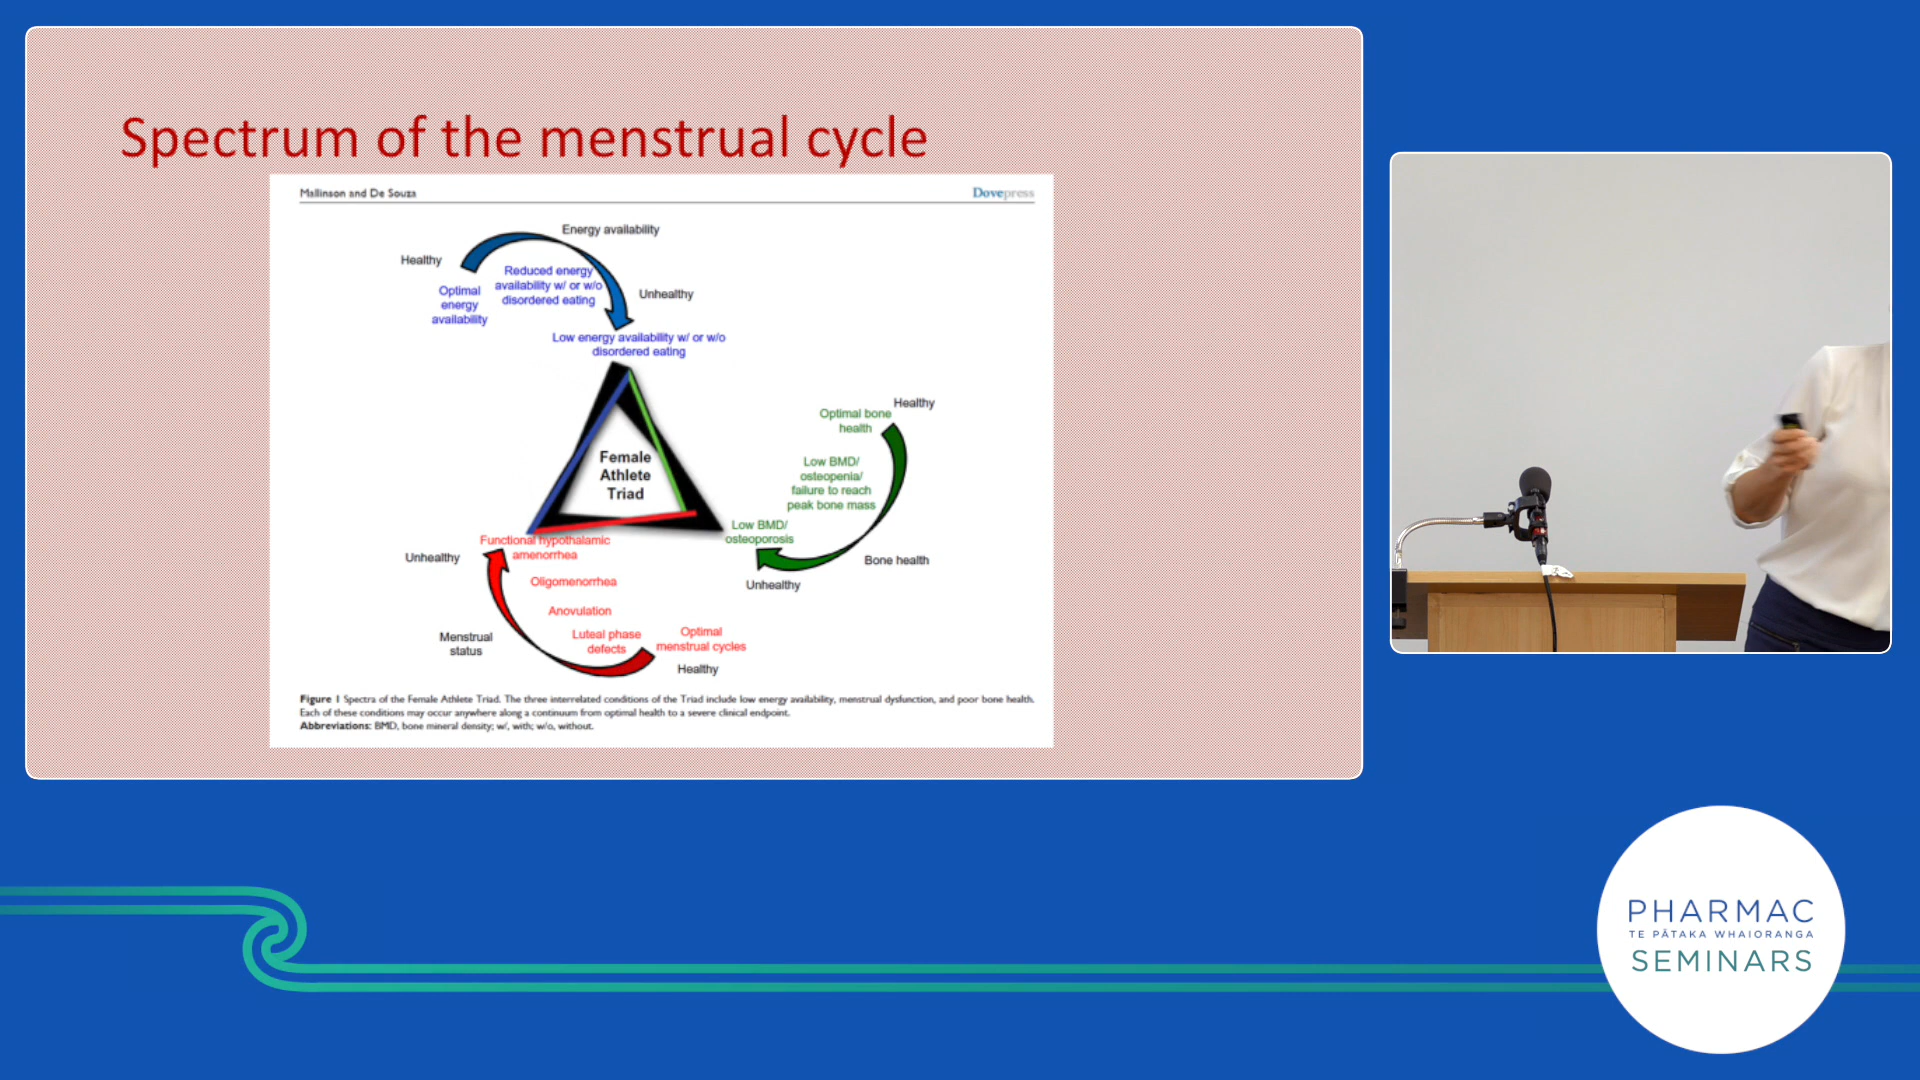 Spectrum of the menstrual cycle
Mallinson and De Souza
Dovepress
Energy availability
Healthy
Reduced energy
availability w/ or w/o
disordered eating
Optimal
energy
availability
Unhealthy
Low energy availability w/ or w/o
disordered eating
Healthy
Optimal bone
health
Low BMD/
osteopenia/
failure to reach
peak bone mass
Low BMD/
osteoporosis
Bone health
Unhealthy
Female
Athlete
Triad
Functional hypothalamic
amenorrhea
Unhealthy
Oligomenorrhea
Anovulation
Luteal phase
defects
Optimal
menstrual cycles
Menstrual
status
Healthy
Figure 1 Spectra of the Female Athlete Triad. The three interrelated conditions of the Triad include low energy availability, menstrual dysfunction, and poor bone health.
Each of these conditions may occur anywhere along a continuum from optimal health to a severe clinical endpoint.
Abbreviations: BMD, bone mineral density; w/, with; w/o, without.
PHARMAC
TE PĀTAKA WHAIORANGA
SEMINARS